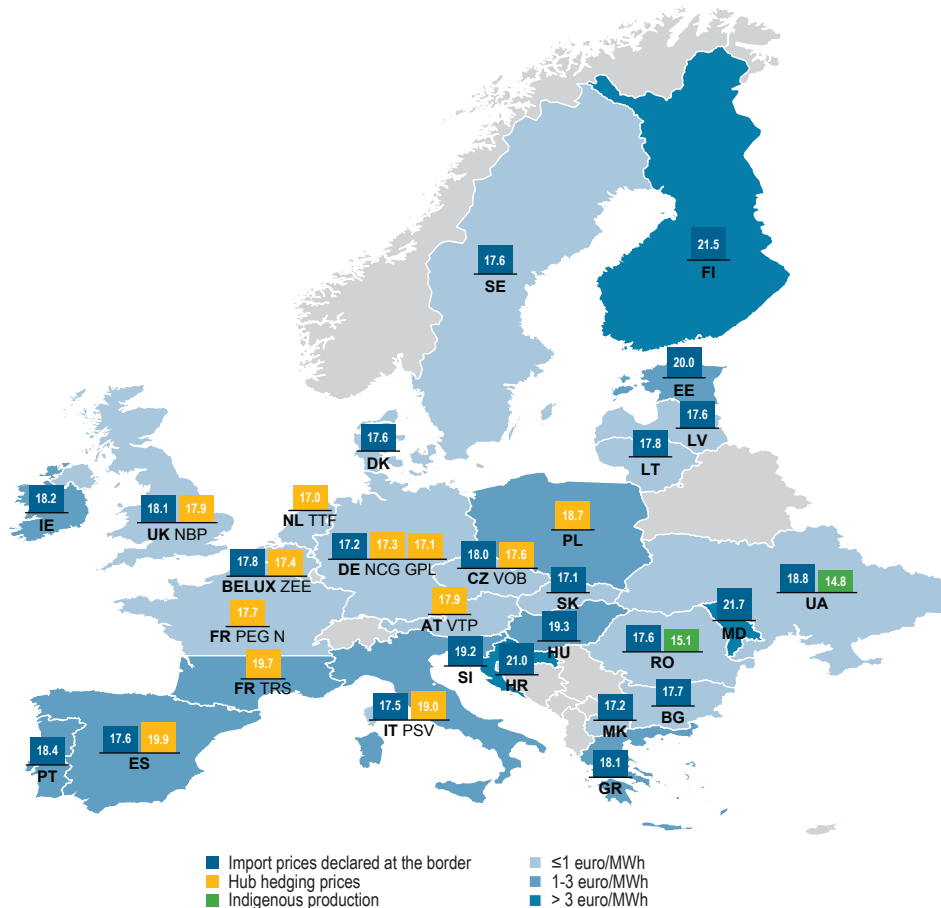 21.5
FI
17.6
SE
20.0
EE
17.6
LV
17.8
LT
17.6
DK
18.2
IE
18.1 17.9
UK NBP
17.0
NL TTF
17.2 17.3 17.1
DE NCG GPL
18.7
PL
17.8 17.4
BELUX ZEE
18.0 17.6
CZ VOB
17.1
SK
18.8 14.8
UA
17.7
FR PEG N
17.9
AT VTP
19.3
HU
21.7
MD
17.6 15.1
RO
19.7
FR TRS
19.2
SI
21.0
HR
17.7
BG
17.5 19.0
IT PSV
17.2
MK
18.4
PT
17.6 19.9
ES
18.1
GR
Import prices declared at the border
Hub hedging prices
Indigenous production
≤1 euro/MWh
1-3 euro/MWh
> 3 euro/MWh